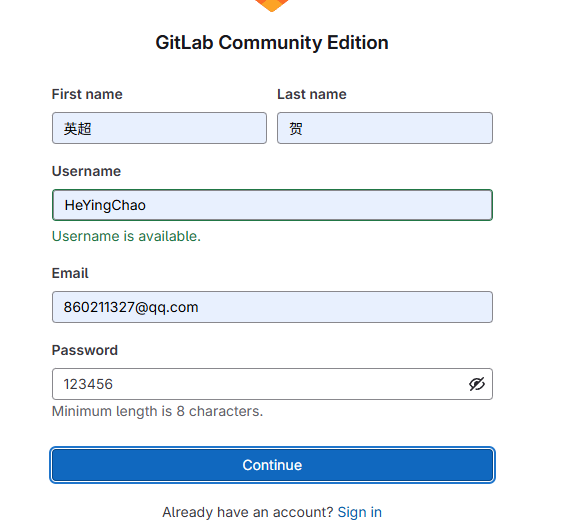 GitLab Community Edition
First name Last name
英超 贺
Username
HeYingChao
Username is available.
Email
860211327@qq.com
Password
123456
Minimum length is 8 characters.
Continue
Already have an account? Sign in